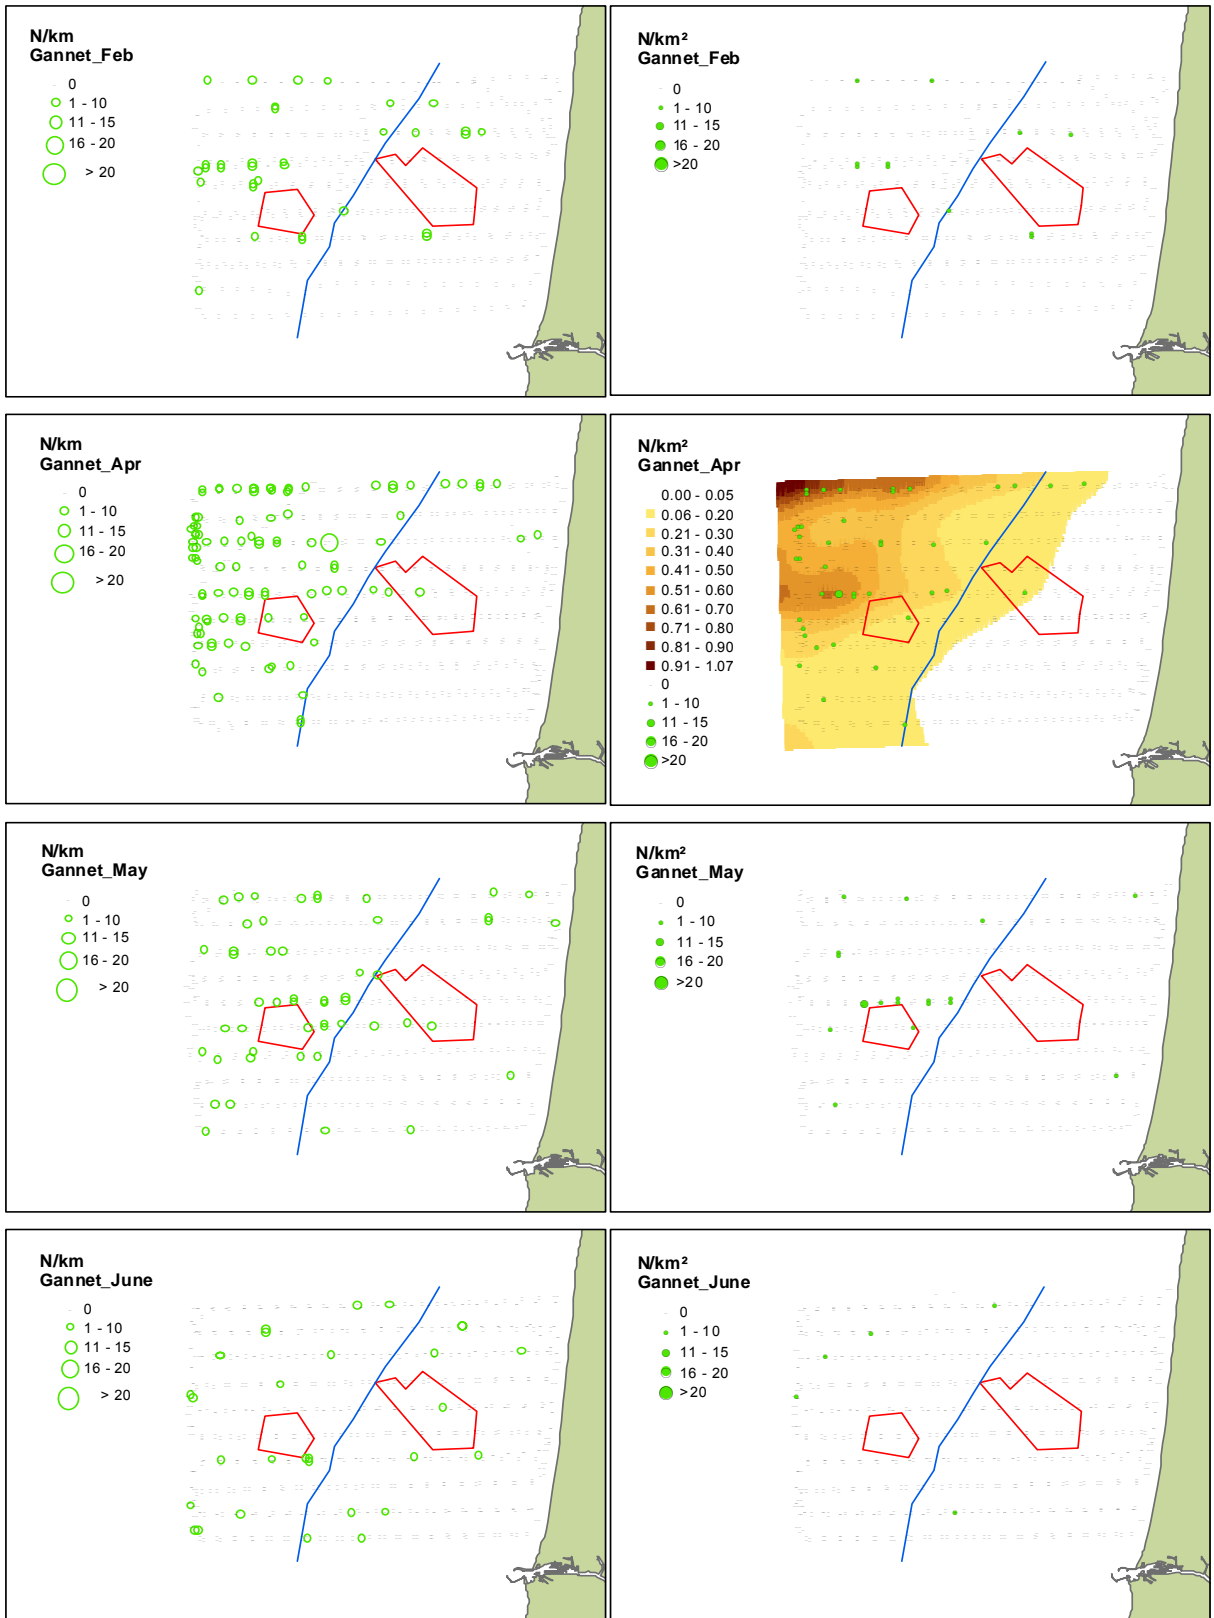 N/km
Gannet_Feb
0
1 - 10
11 - 15
16 - 20
> 20
N/km²
Gannet_Feb
0
1 - 10
11 - 15
16 - 20
>20
N/km
Gannet_Apr
0
1 - 10
11 - 15
16 - 20
> 20
N/km²
Gannet_Apr
0.00 - 0.05
0.06 - 0.20
0.21 - 0.30
0.31 - 0.40
0.41 - 0.50
0.51 - 0.60
0.61 - 0.70
0.71 - 0.80
0.81 - 0.90
0.91 - 1.07
0
1 - 10
11 - 15
16 - 20
>20
N/km
Gannet_May
0
1 - 10
11 - 15
16 - 20
> 20
N/km²
Gannet_May
0
1 - 10
11 - 15
16 - 20
>20
N/km
Gannet_June
0
1 - 10
11 - 15
16 - 20
> 20
N/km²
Gannet_June
0
1 - 10
11 - 15
16 - 20
>20